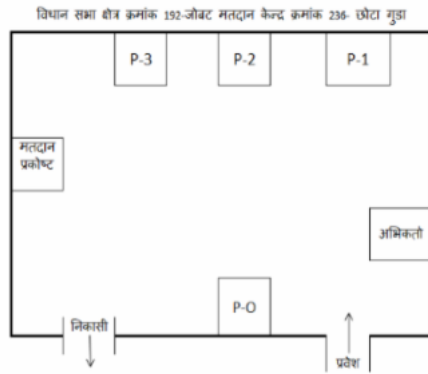 विधान सभा क्षेत्र क्रमांक 192-जोबट मतदान केन्द्र क्रमांक 236- छोटा गुडा
P-3
P-2
P-1
मतदान
प्रकोष्ट
अभिकर्ता
P-O
निकासी
प्रवेश